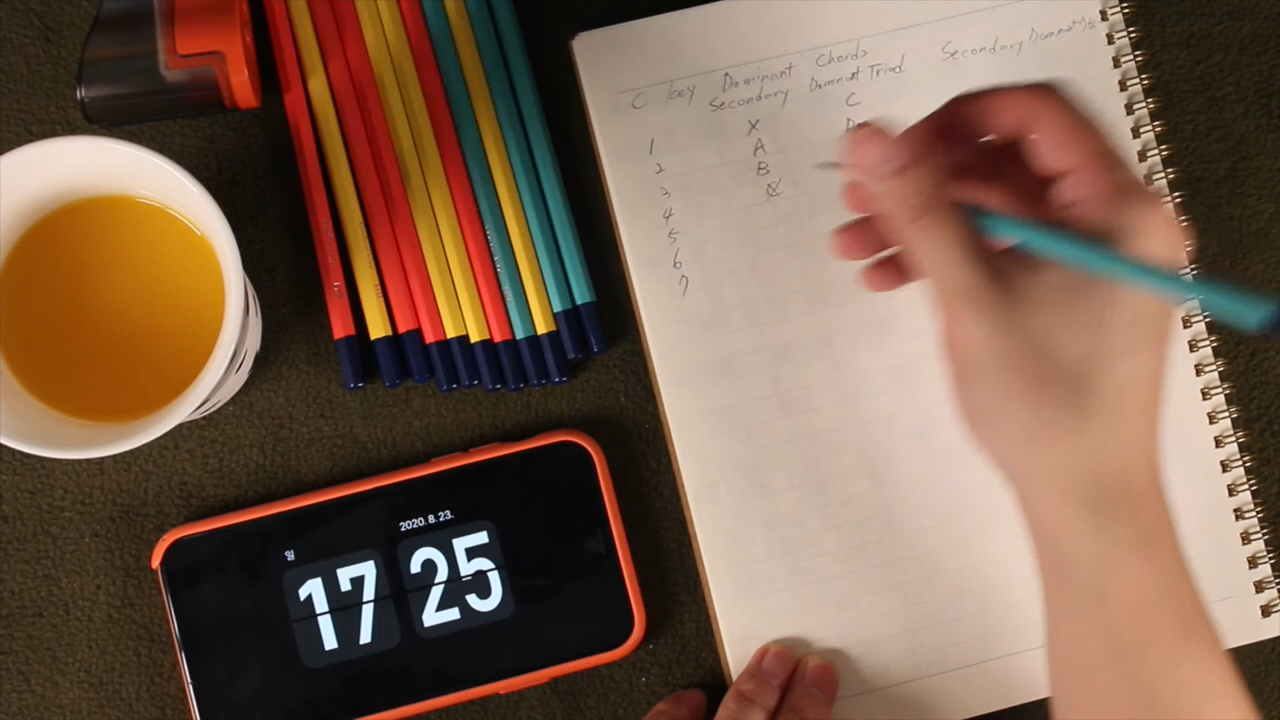 Chords
C key Dominant Dominant Triad Secondary
Secondary
C
1 X
2 A
3 B
4
5
6
7
2020.8.23.
일
17 25